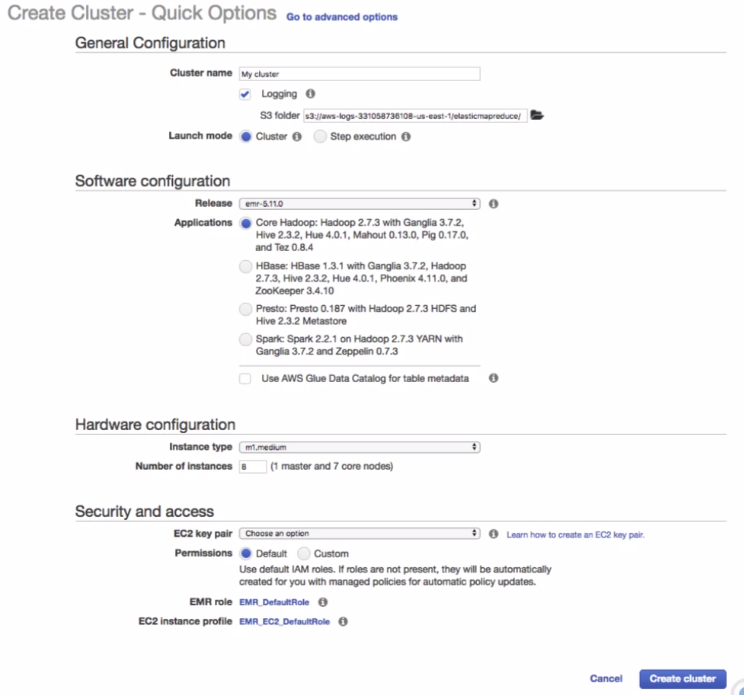 Create Cluster - Quick Options Go to advanced options
General Configuration
Cluster name My cluster
Logging
S3 folder s3://aws-logs-331058736108-us-east-1/elasticmapreduce/
Launch mode Cluster Step execution
Software configuration
Release emr-5.11.0
Applications Core Hadoop: Hadoop 2.7.3 with Ganglia 3.7.2,
Hive 2.3.2, Hue 4.0.1, Mahout 0.13.0, Pig 0.17.0,
and Tez 0.8.4
HBase: HBase 1.3.1 with Ganglia 3.7.2, Hadoop
2.7.3, Hive 2.3.2, Hue 4.0.1, Phoenix 4.11.0, and
ZooKeeper 3.4.10
Presto: Presto 0.187 with Hadoop 2.7.3 HDFS and
Hive 2.3.2 Metastore
Spark: Spark 2.2.1 on Hadoop 2.7.3 YARN with
Ganglia 3.7.2 and Zeppelin 0.7.3
Use AWS Glue Data Catalog for table metadata
Hardware configuration
Instance type m1.medium
Number of instances 8 (1 master and 7 core nodes)
Security and access
EC2 key pair Choose an option Learn how to create an EC2 key pair.
Permissions Default Custom
Use default IAM roles. If roles are not present, they will be automatically
created for you with managed policies for automatic policy updates.
EMR role EMR_DefaultRole
EC2 instance profile EMR_EC2_DefaultRole
Cancel Create cluster